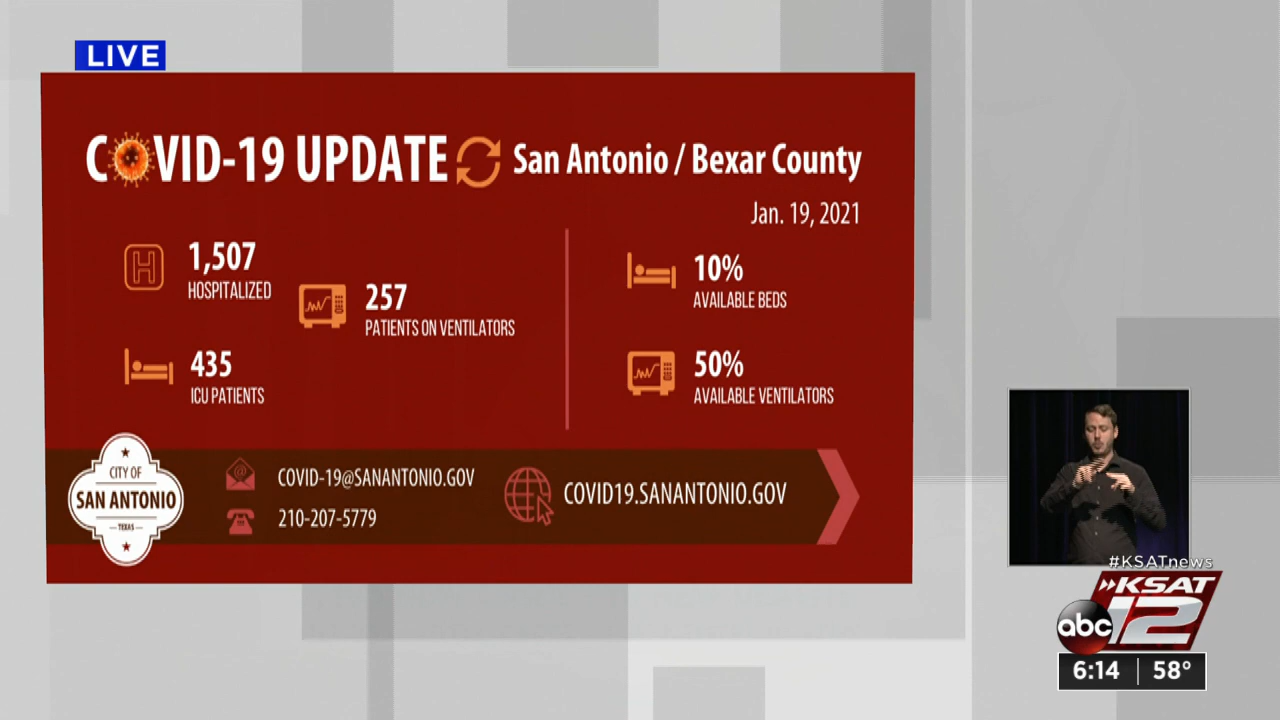 LIVE
COVID-19 UPDATE
San Antonio / Bexar County
Jan. 19, 2021
1,507
HOSPITALIZED
257
PATIENTS ON VENTILATORS
435
ICU PATIENTS
10%
AVAILABLE BEDS
50%
AVAILABLE VENTILATORS
CITY OF
SAN ANTONIO
TEXAS
COVID-19@SANANTONIO.GOV
210-207-5779
COVID19.SANANTONIO.GOV
#KSATnews
KSAT
abc 12
6:14 58°